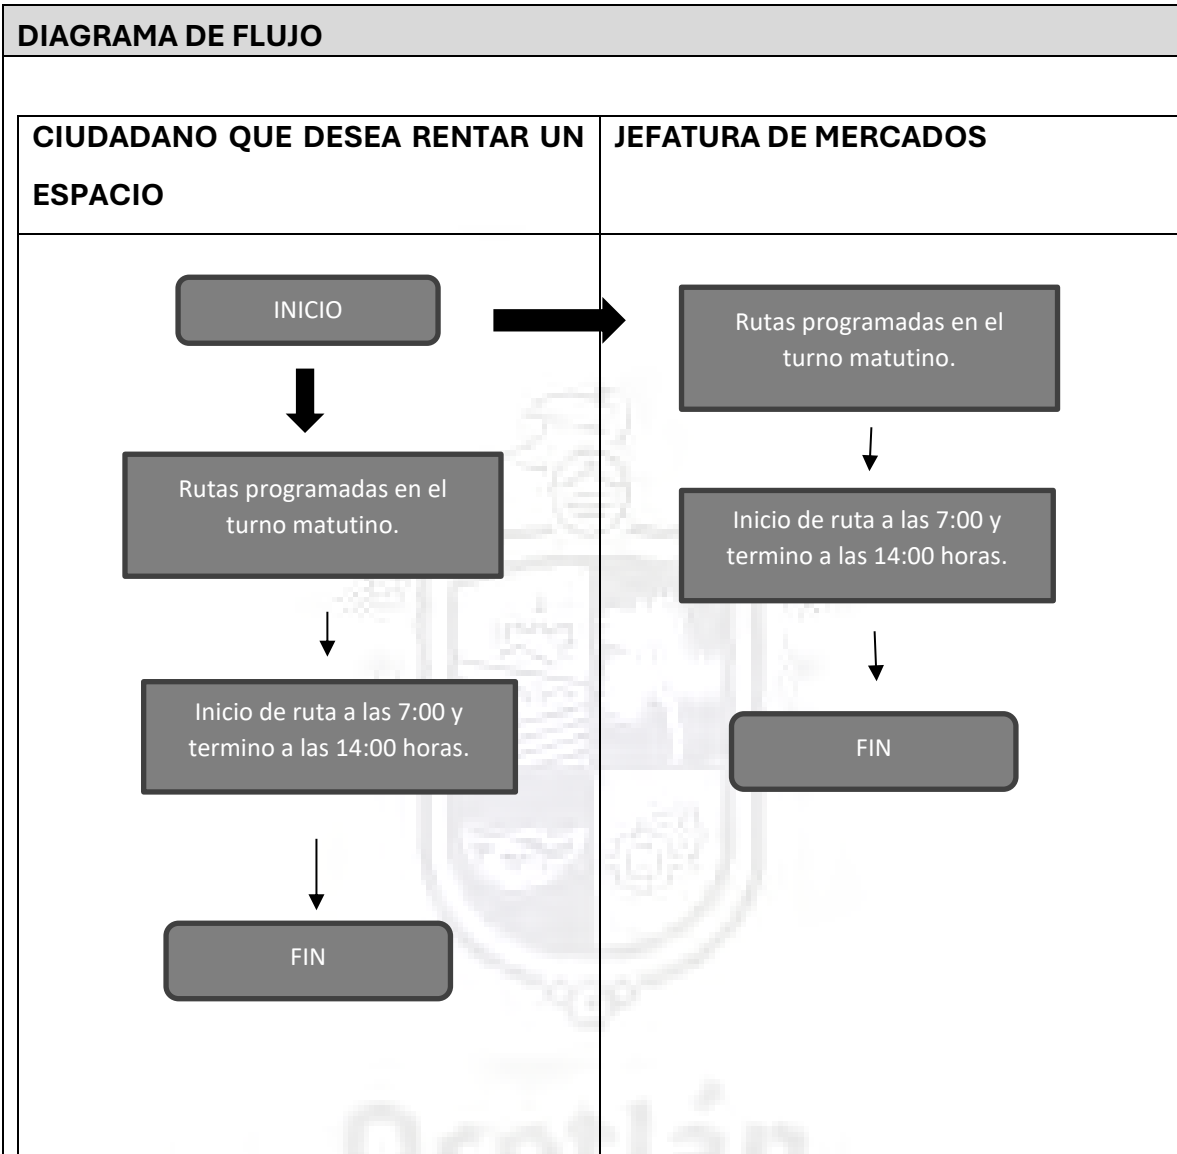 DIAGRAMA DE FLUJO
CIUDADANO QUE DESEA RENTAR UN
ESPACIO
JEFATURA DE MERCADOS
INICIO
Rutas programadas en el
turno matutino.
Inicio de ruta a las 7:00 y
termino a las 14:00 horas.
FIN
Rutas programadas en el
turno matutino.
Inicio de ruta a las 7:00 y
termino a las 14:00 horas.
FIN
Ocotlán